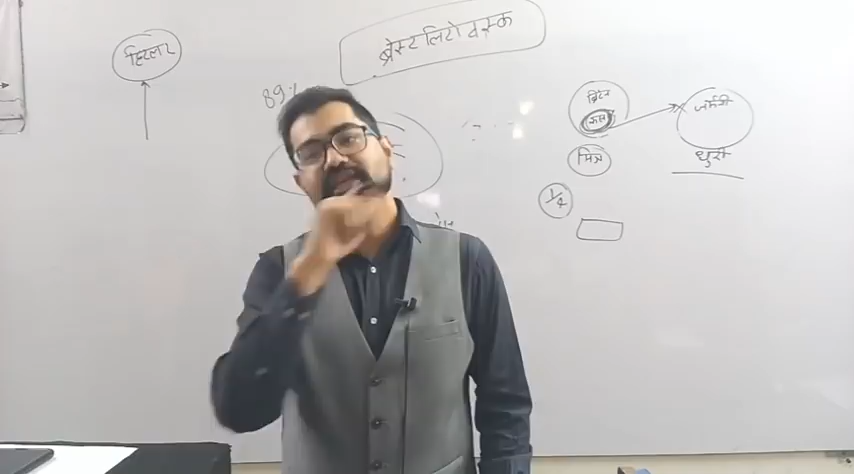 हिटलर
ब्रेस्ट लिटोवस्क
89%
ब्रिटेन
रूस
जर्मनी
मित्र
धुरी
1/4